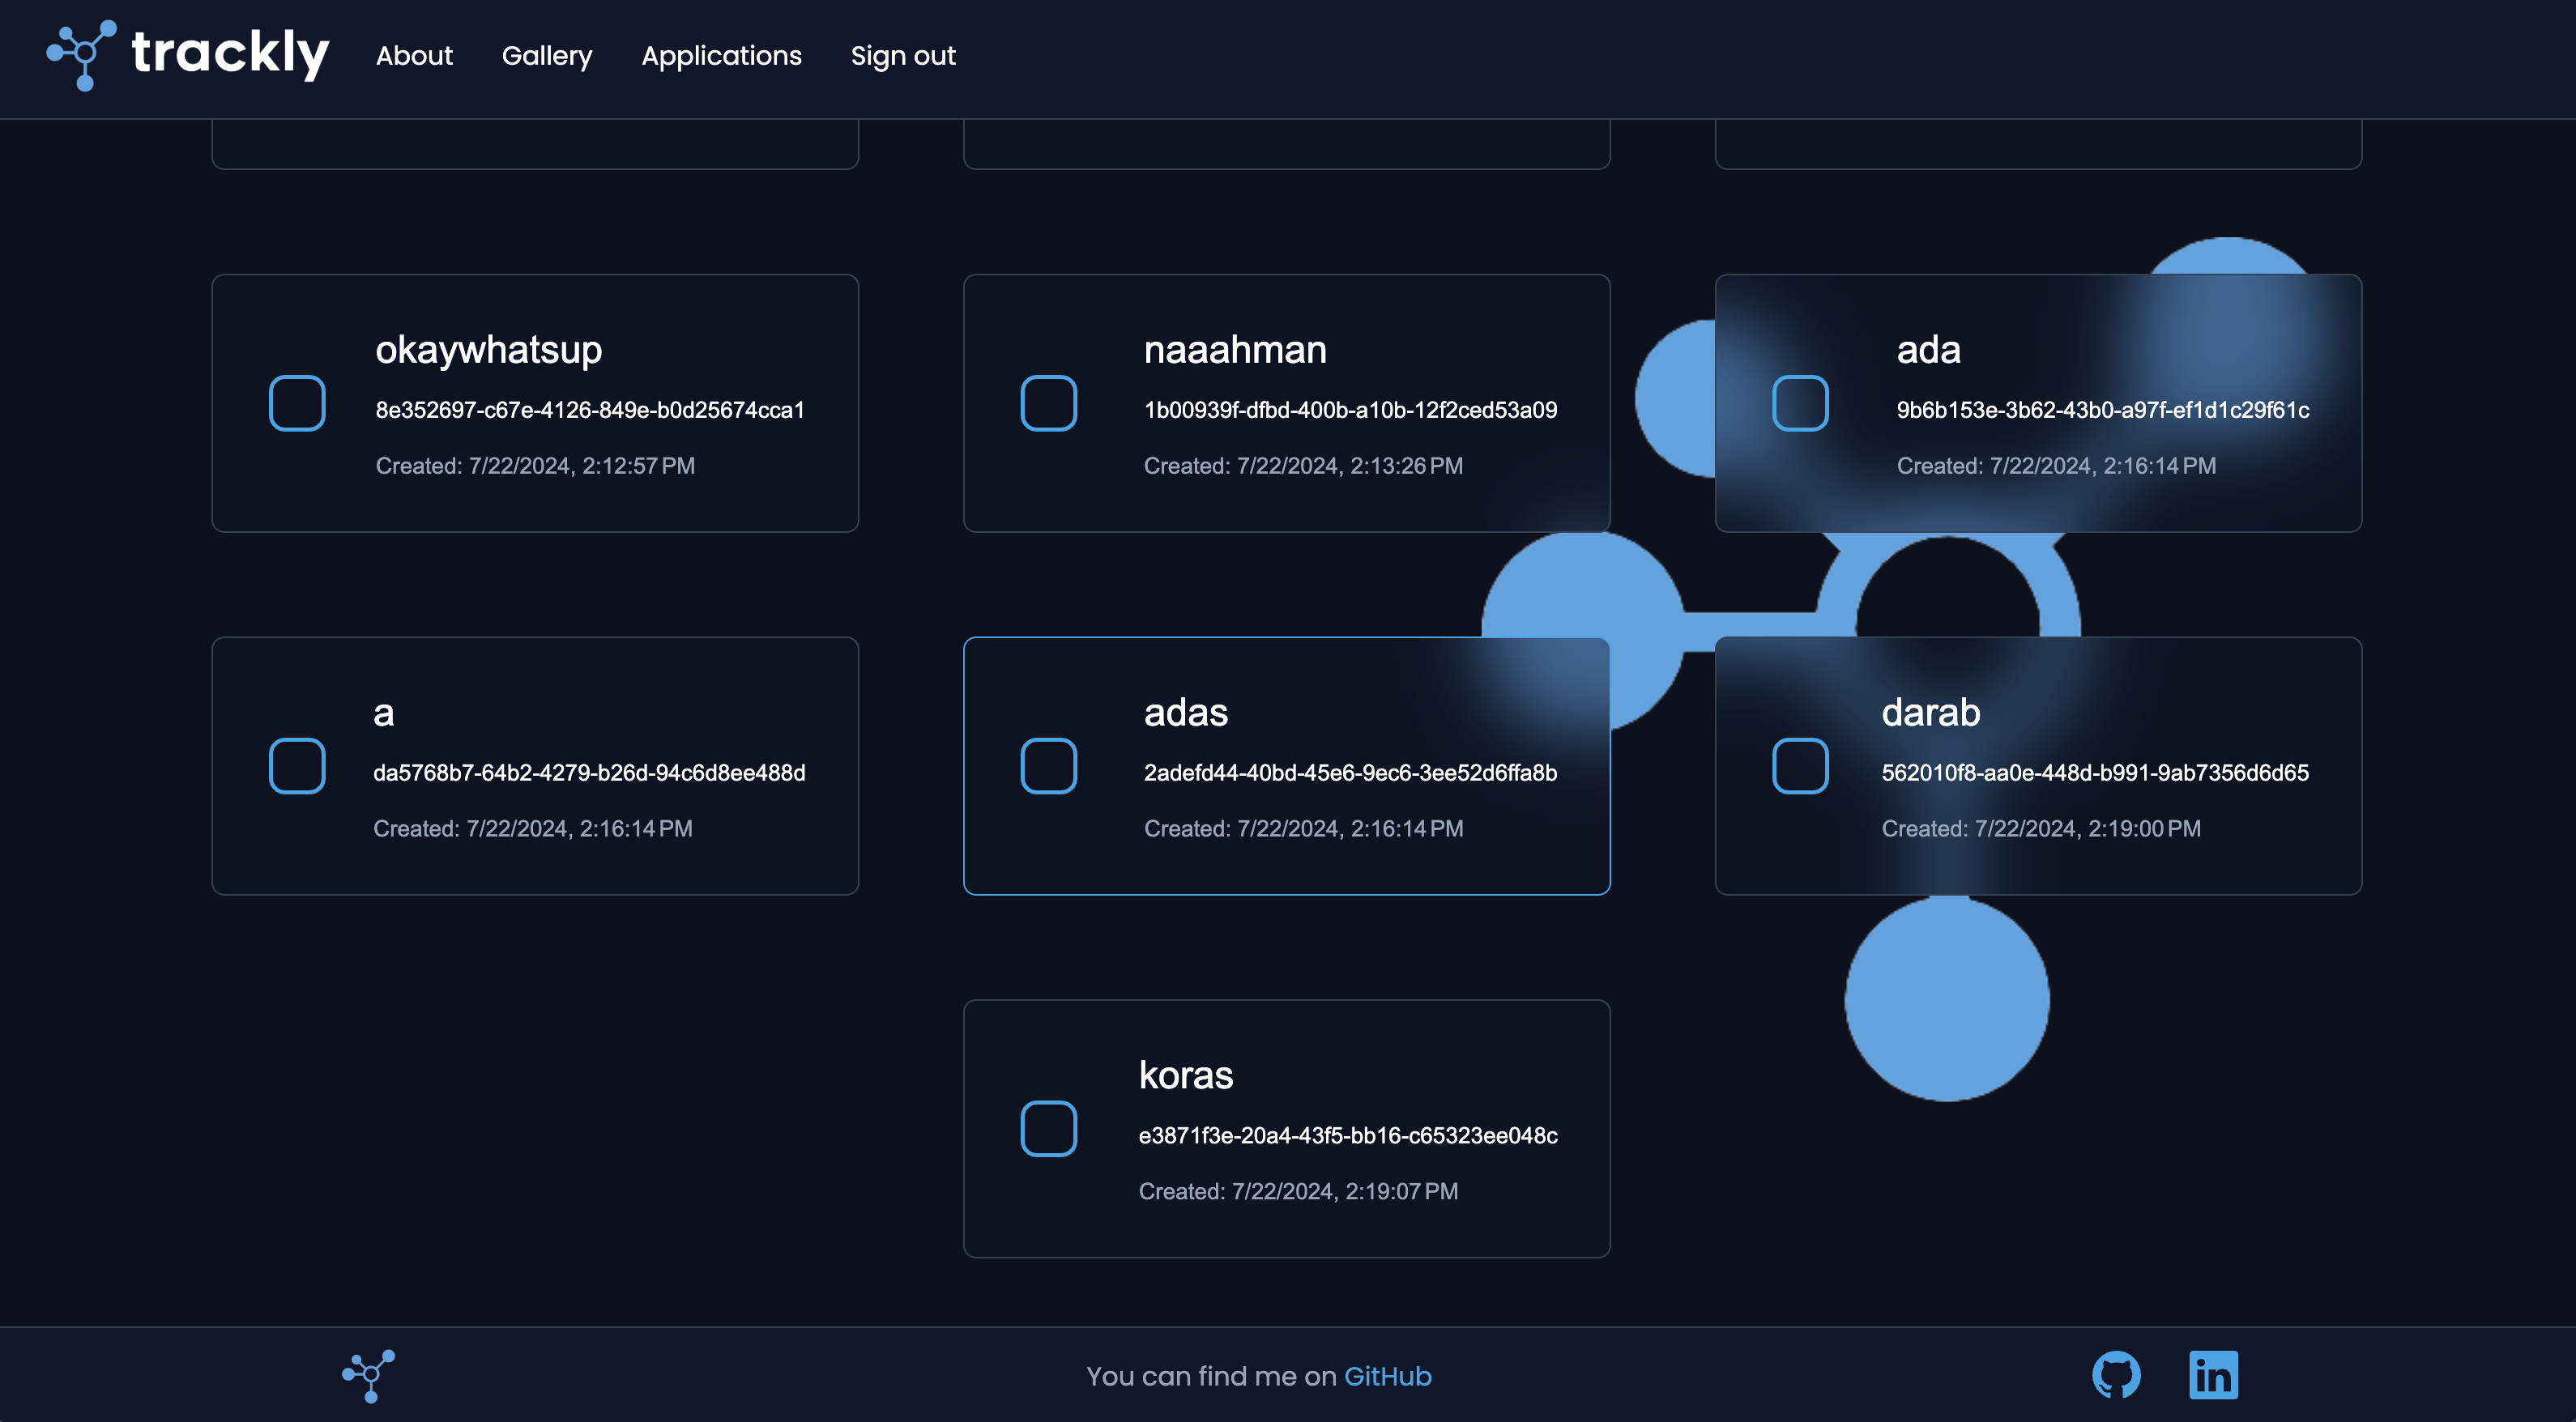 trackly About Gallery Applications Sign out
okaywhatsup
8e352697-c67e-4126-849e-b0d25674cca1
Created: 7/22/2024, 2:12:57 PM
naaahman
1b00939f-dfbd-400b-a10b-12f2ced53a09
Created: 7/22/2024, 2:13:26 PM
ada
9b6b153e-3b62-43b0-a97f-ef1d1c29f61c
Created: 7/22/2024, 2:16:14 PM
a
da5768b7-64b2-4279-b26d-94c6d8ee488d
Created: 7/22/2024, 2:16:14 PM
adas
2adefd44-40bd-45e6-9ec6-3ee52d6ffa8b
Created: 7/22/2024, 2:16:14 PM
darab
562010f8-aa0e-448d-b991-9ab7356d6d65
Created: 7/22/2024, 2:19:00 PM
koras
e3871f3e-20a4-43f5-bb16-c65323ee048c
Created: 7/22/2024, 2:19:07 PM
You can find me on GitHub
in